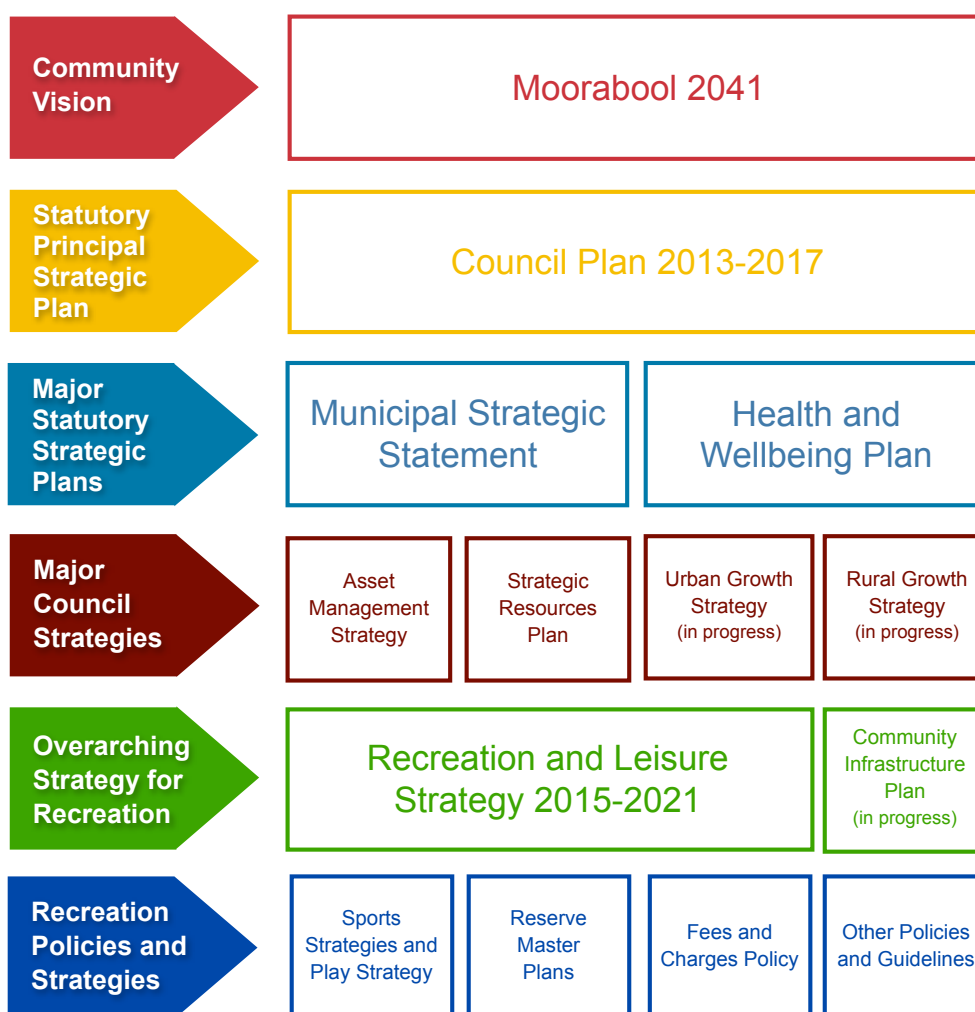 Community
Vision
Moorabool 2041
Statutory
Principal
Strategic
Plan
Council Plan 2013-2017
Major
Statutory
Strategic
Plans
Municipal Strategic
Statement
Health and
Wellbeing Plan
Major
Council
Strategies
Asset
Management
Strategy
Strategic
Resources
Plan
Urban Growth
Strategy
(in progress)
Rural Growth
Strategy
(in progress)
Overarching
Strategy for
Recreation
Recreation and Leisure
Strategy 2015-2021
Community
Infrastructure
Plan
(in progress)
Recreation
Policies and
Strategies
Sports
Strategies and
Play Strategy
Reserve
Master
Plans
Fees and
Charges Policy
Other Policies
and Guidelines